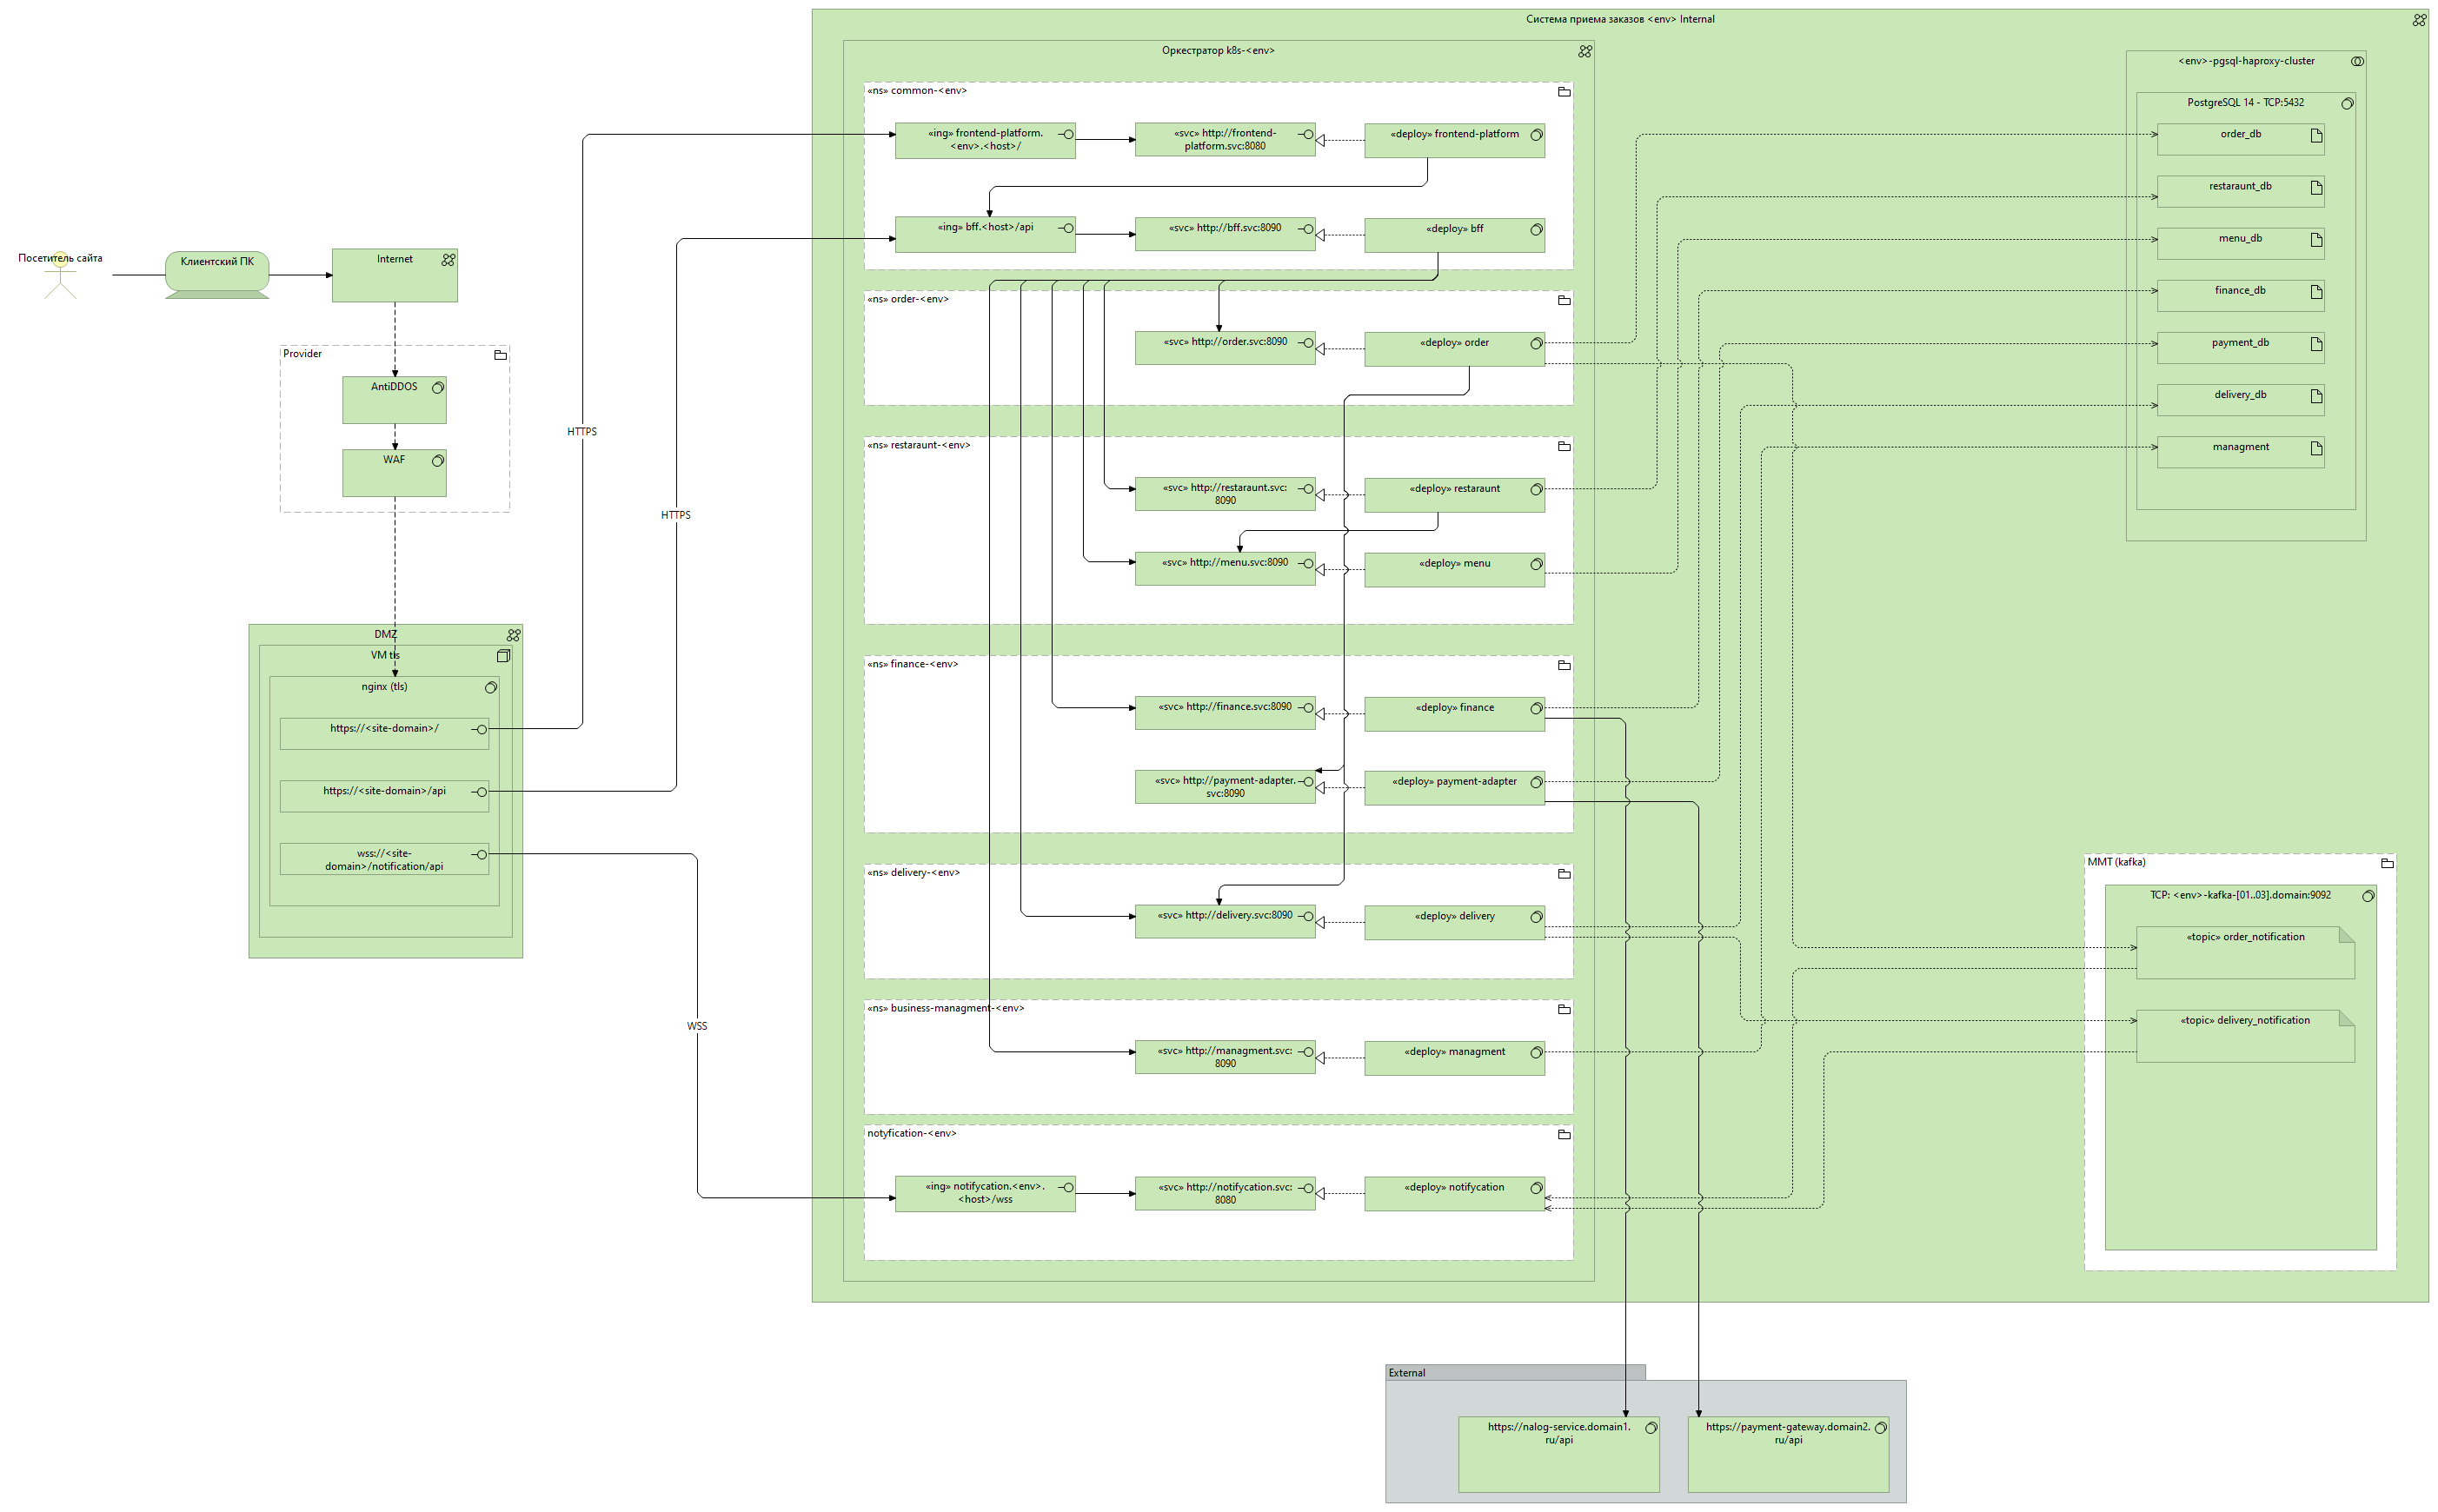 Система приема заказов <env> Internal
Оркестратор k8s-<env>
<env>-pgsql-haproxy-cluster
PostgreSQL 14 - TCP:5432
order_db
restaraunt_db
menu_db
finance_db
payment_db
delivery_db
managment
«ns» common-<env>
«ing» frontend-platform.
<env>.<host>/
«svc» http://frontend-
platform.svc:8080
«deploy» frontend-platform
«ing» bff.<host>/api
«svc» http://bff.svc:8090
«deploy» bff
Посетитель сайта
Клиентский ПК
Internet
Provider
AntiDDOS
WAF
HTTPS
HTTPS
WSS
DMZ
VM tls
nginx (tls)
https://<site-domain>/
https://<site-domain>/api
wss://<site-
domain>/notification/api
«ns» order-<env>
«svc» http://order.svc:8090
«deploy» order
«ns» restaraunt-<env>
«svc» http://restaraunt.svc:
8090
«deploy» restaraunt
«svc» http://menu.svc:8090
«deploy» menu
«ns» finance-<env>
«svc» http://finance.svc:8090
«deploy» finance
«svc» http://payment-adapter.
svc:8090
«deploy» payment-adapter
«ns» delivery-<env>
«svc» http://delivery.svc:8090
«deploy» delivery
«ns» business-managment-<env>
«svc» http://managment.svc:
8090
«deploy» managment
notyfication-<env>
«ing» notifycation.<env>.
<host>/wss
«svc» http://notifycation.svc:
8080
«deploy» notifycation
MMT (kafka)
TCP: <env>-kafka-[01..03].domain:9092
«topic» order_notification
«topic» delivery_notification
External
https://nalog-service.domain1.
ru/api
https://payment-gateway.domain2.
ru/api